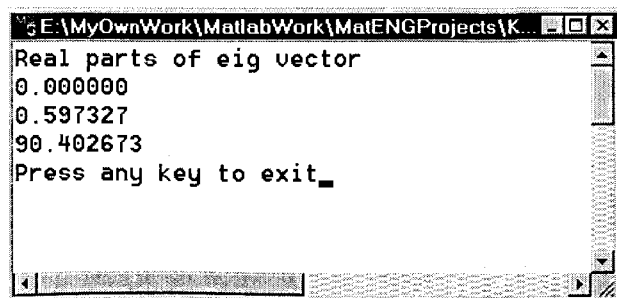 E:\MyOwnWork\MatlabWork\MatENGProjects\K...
Real parts of eig vector
0.000000
0.597327
90.402673
Press any key to exit_